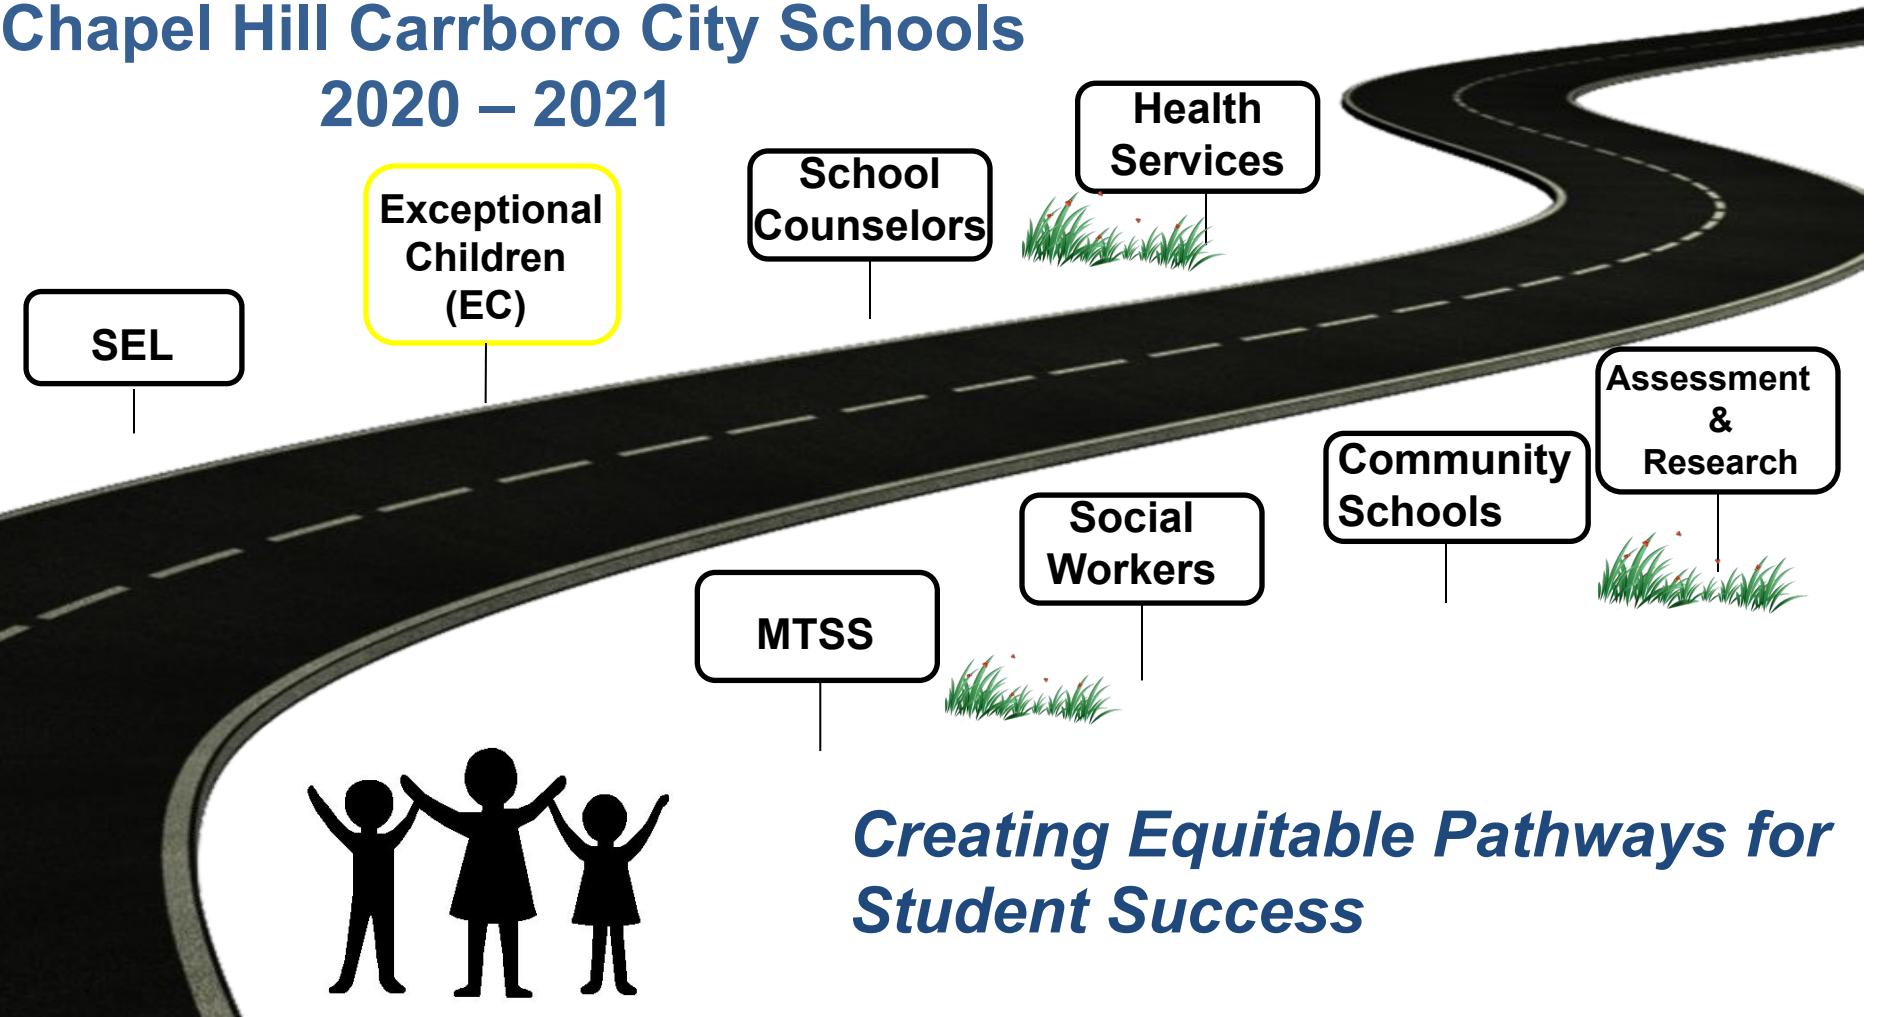 Chapel Hill Carrboro City Schools
2020 – 2021
Health
Services
School
Counselors
Exceptional
Children
(EC)
SEL
Assessment
&
Research
Community
Schools
Social
Workers
MTSS
Creating Equitable Pathways for
Student Success